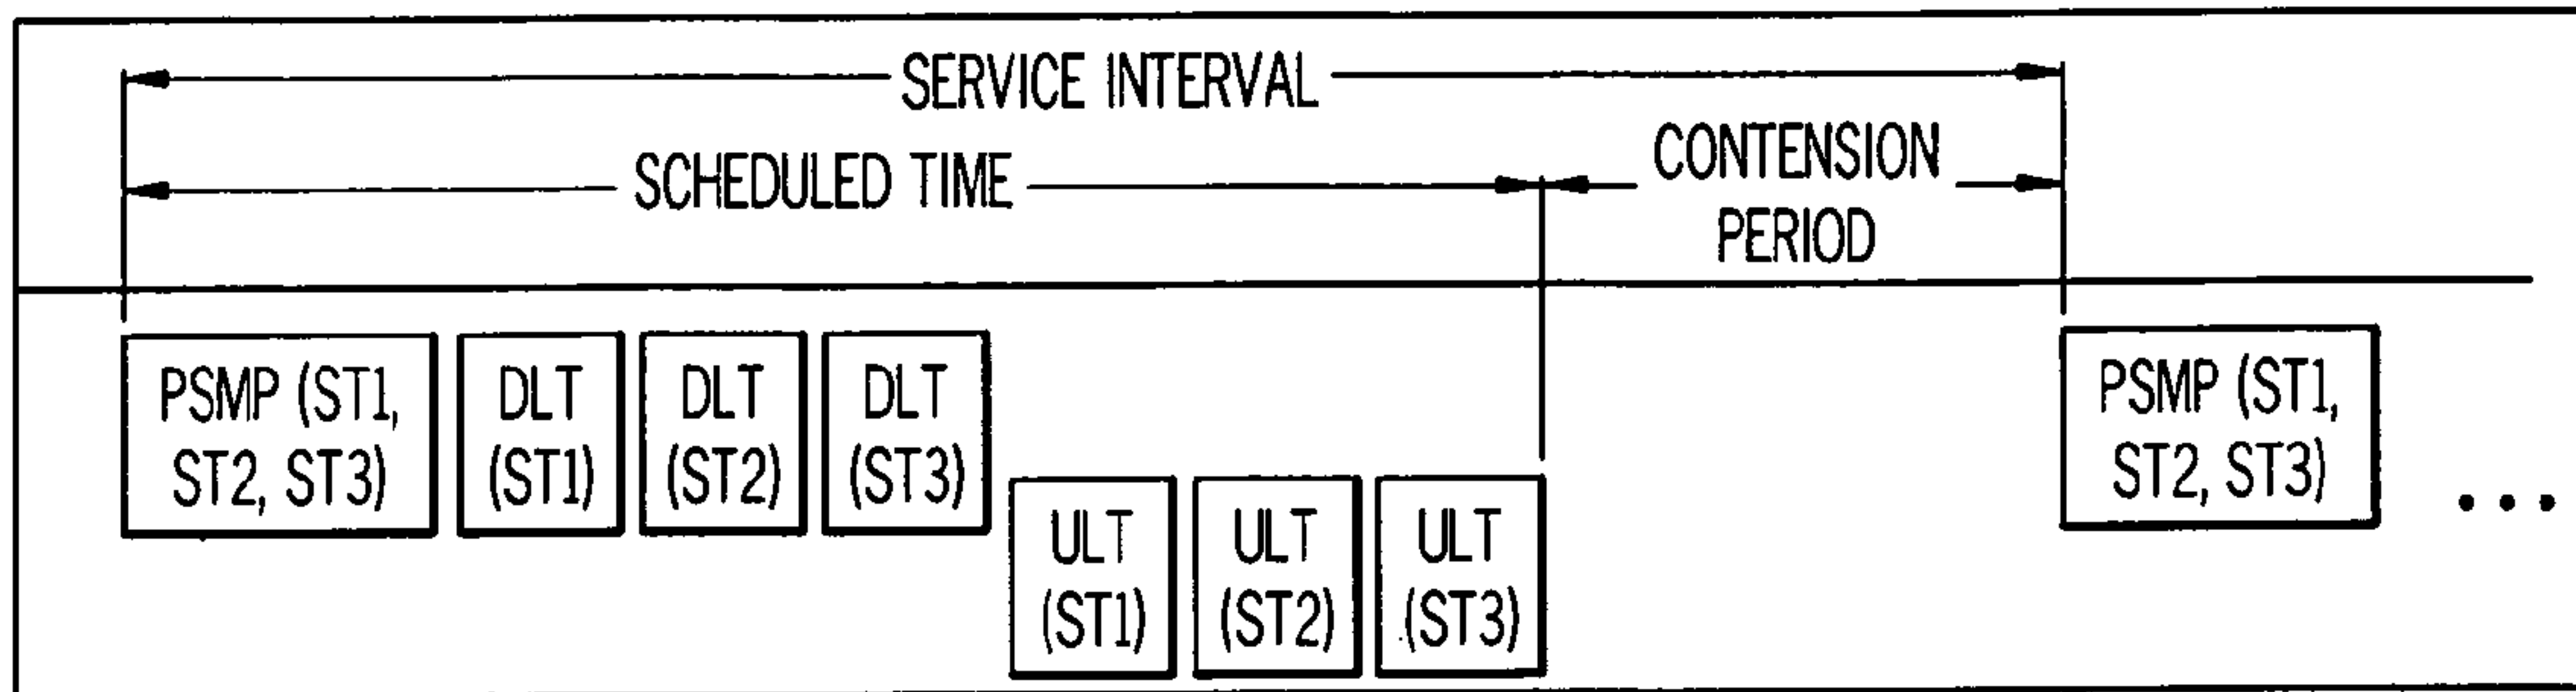 SERVICE INTERVAL
SCHEDULED TIME
CONTENSION
PERIOD
PSMP (ST1,
ST2, ST3)
DLT
(ST1)
DLT
(ST2)
DLT
(ST3)
ULT
(ST1)
ULT
(ST2)
ULT
(ST3)
PSMP (ST1,
ST2, ST3)
...